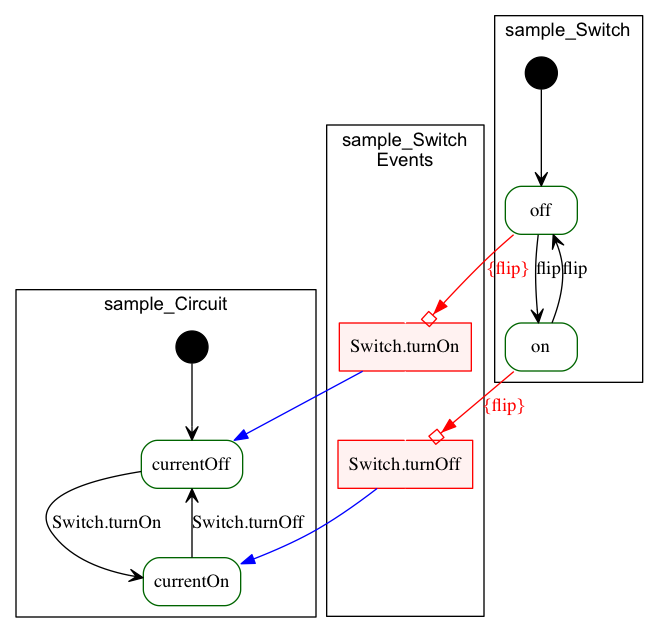 sample_Switch
off
{flip}
flip
flip
on
{flip}
sample_Switch
Events
Switch.turnOn
Switch.turnOff
sample_Circuit
currentOff
Switch.turnOn
Switch.turnOff
currentOn